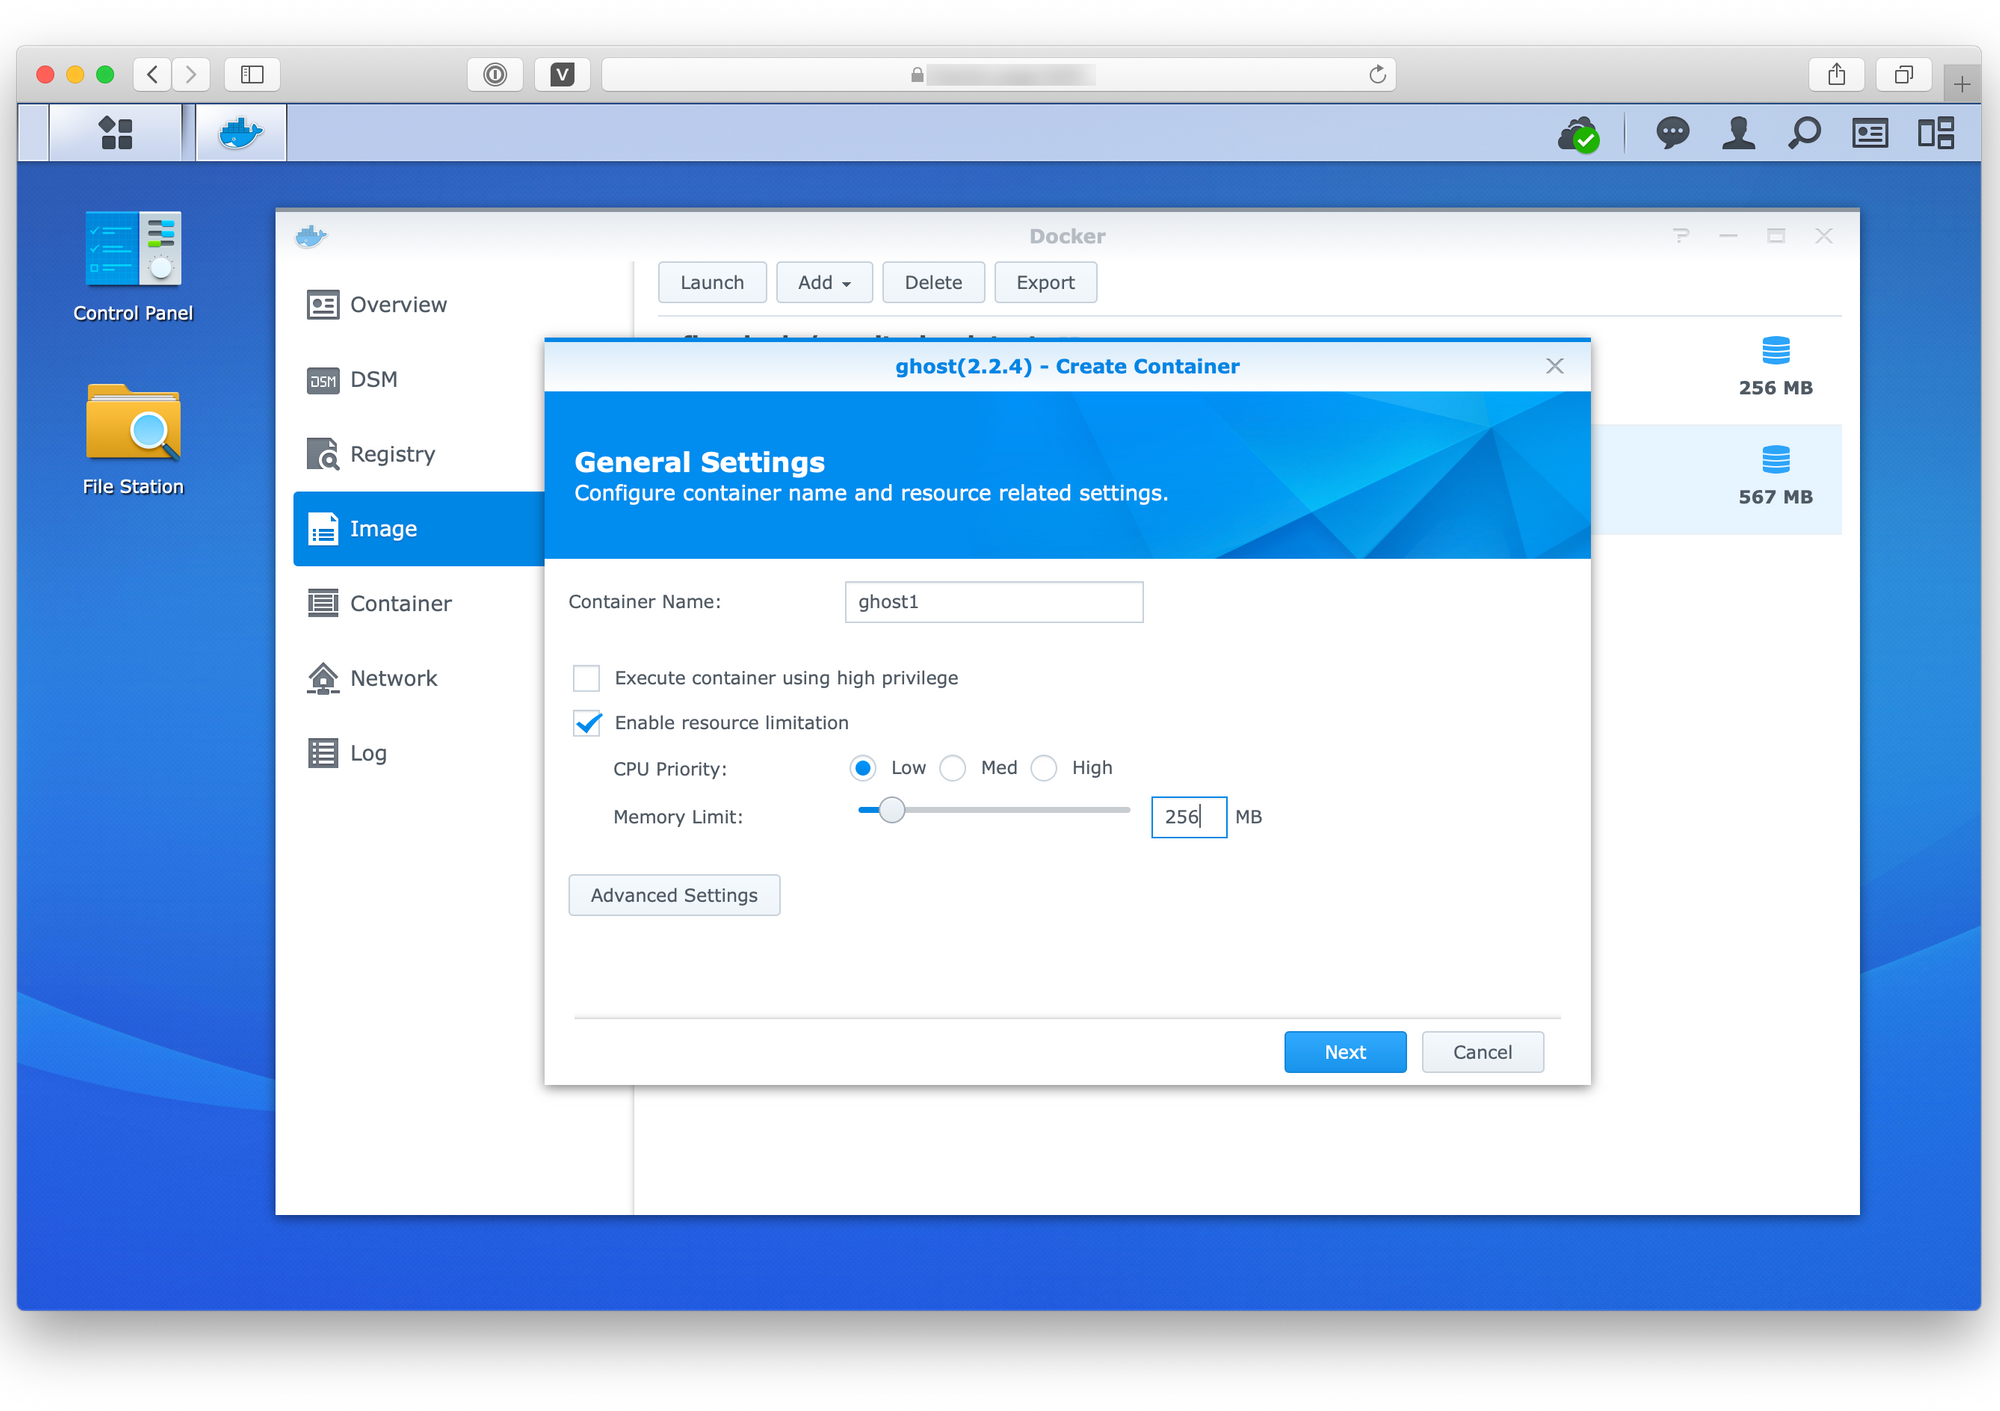 V
Control Panel
File Station
Docker
Overview
DSM
DSM
Registry
Image
Container
Network
Log
Launch
Add
Delete
Export
256 MB
567 MB
ghost(2.2.4) - Create Container
General Settings
Configure container name and resource related settings.
Container Name:
ghost1
Execute container using high privilege
Enable resource limitation
CPU Priority:
Low
Med
High
Memory Limit:
256
MB
Advanced Settings
Next
Cancel